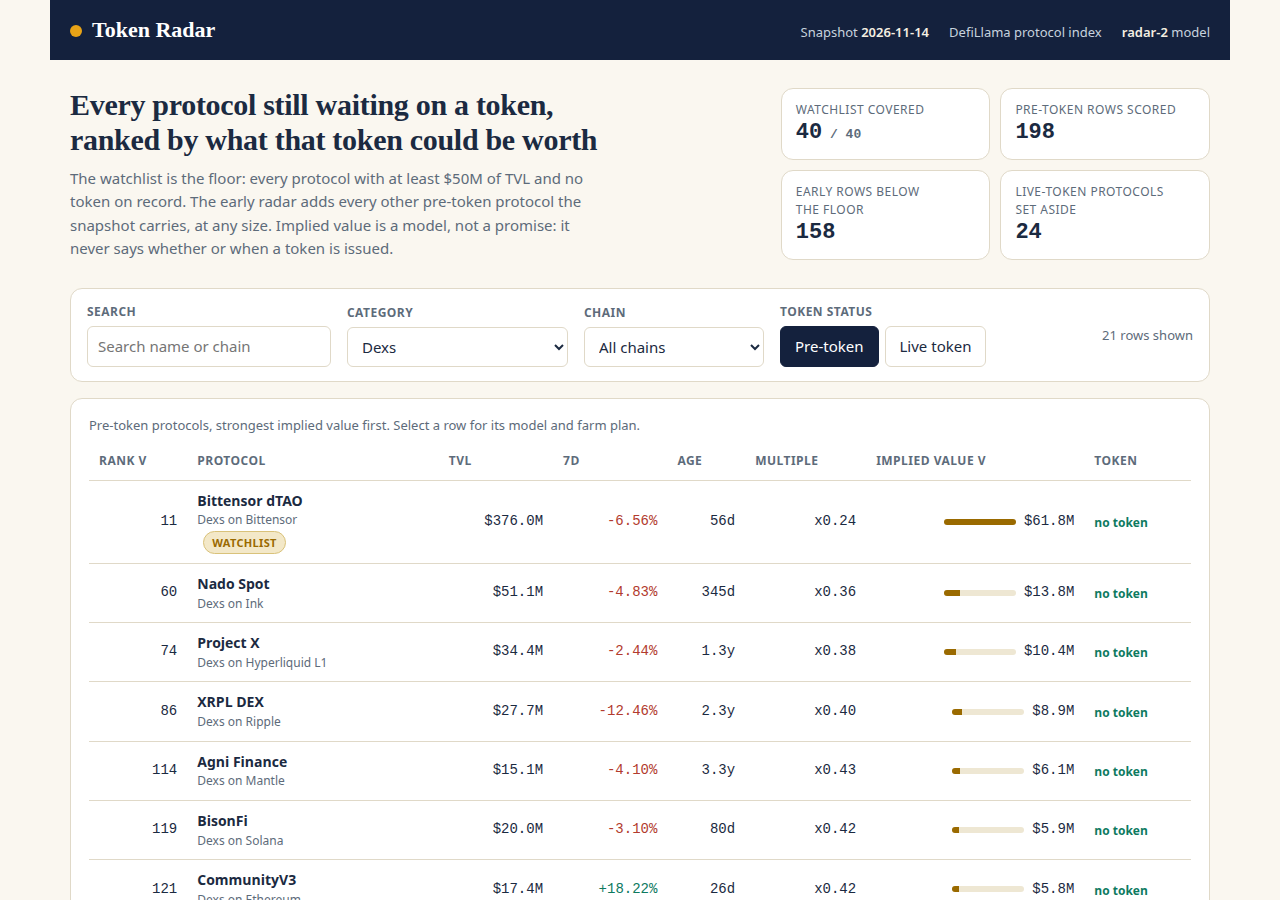 Token Radar
Snapshot 2026-11-14 DefiLlama protocol index radar-2 model
Every protocol still waiting on a token,
ranked by what that token could be worth
The watchlist is the floor: every protocol with at least $50M of TVL and no
token on record. The early radar adds every other pre-token protocol the
snapshot carries, at any size. Implied value is a model, not a promise: it
never says whether or when a token is issued.
WATCHLIST COVERED
40 / 40
PRE-TOKEN ROWS SCORED
198
EARLY ROWS BELOW
THE FLOOR
158
LIVE-TOKEN PROTOCOLS
SET ASIDE
24
SEARCH
Search name or chain
CATEGORY
Dexs
CHAIN
All chains
TOKEN STATUS
Pre-token Live token
21 rows shown
Pre-token protocols, strongest implied value first. Select a row for its model and farm plan.
RANK V PROTOCOL TVL 7D AGE MULTIPLE IMPLIED VALUE V TOKEN
11 Bittensor dTAO $376.0M -6.56% 56d x0.24 $61.8M no token
Dexs on Bittensor
WATCHLIST
60 Nado Spot $51.1M -4.83% 345d x0.36 $13.8M no token
Dexs on Ink
74 Project X $34.4M -2.44% 1.3y x0.38 $10.4M no token
Dexs on Hyperliquid L1
86 XRPL DEX $27.7M -12.46% 2.3y x0.40 $8.9M no token
Dexs on Ripple
114 Agni Finance $15.1M -4.10% 3.3y x0.43 $6.1M no token
Dexs on Mantle
119 BisonFi $20.0M -3.10% 80d x0.42 $5.9M no token
Dexs on Solana
121 CommunityV3 $17.4M +18.22% 26d x0.42 $5.8M no token
Dexs on Ethereum